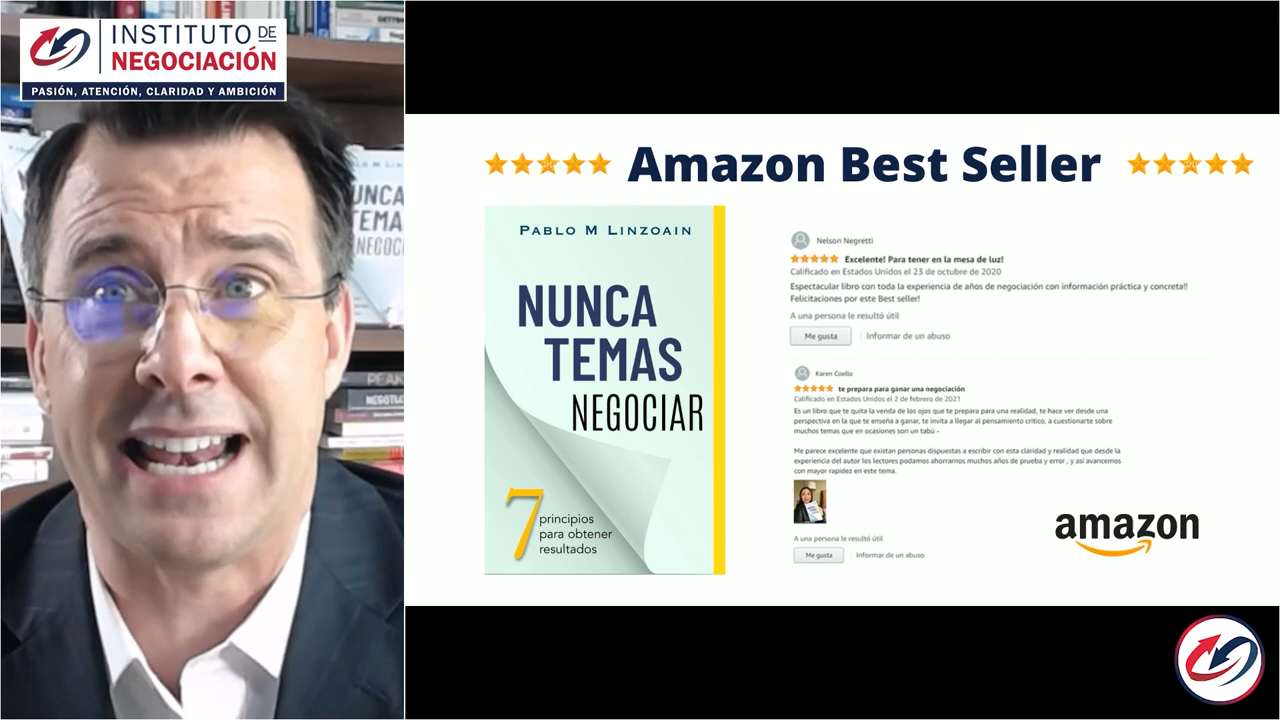 INSTITUTO DE
NEGOCIACIÓN
PASIÓN, ATENCIÓN, CLARIDAD Y AMBICIÓN
NUNCA
TEMAS
NEGOCIAR
PEAK
Amazon Best Seller
PABLO M LINZOAIN
NUNCA
TEMAS
NEGOCIAR
7 principios
para obtener
resultados
Nelson Negretti
Excelente! Para tener en la mesa de luz!
Calificado en Estados Unidos el 23 de octubre de 2020
Espectacular libro con toda la experiencia de años de negociación con información práctica y concreta!!
Felicitaciones por este Best seller!
A una persona le resultó útil
Me gusta
Informar de un abuso
Karen Coello
te prepara para ganar una negociación
Calificado en Estados Unidos el 2 de febrero de 2021
Es un libro que te quita la venda de los ojos que te prepara para una realidad, te hace ver desde una
perspectiva en la que te enseña a ganar, te invita a llegar al pensamiento critico, a cuestionarte sobre
muchos temas que en ocasiones son un tabú -
Me parece excelente que existan personas dispuestas a escribir con esta claridad y realidad que desde la
experiencia del autor los lectores podamos ahorrarnos muchos años de prueba y error , y asi avancemos
con mayor rapidez en este tema.
A una persona le resultó útil
Me gusta
Informar de un abuso
amazon